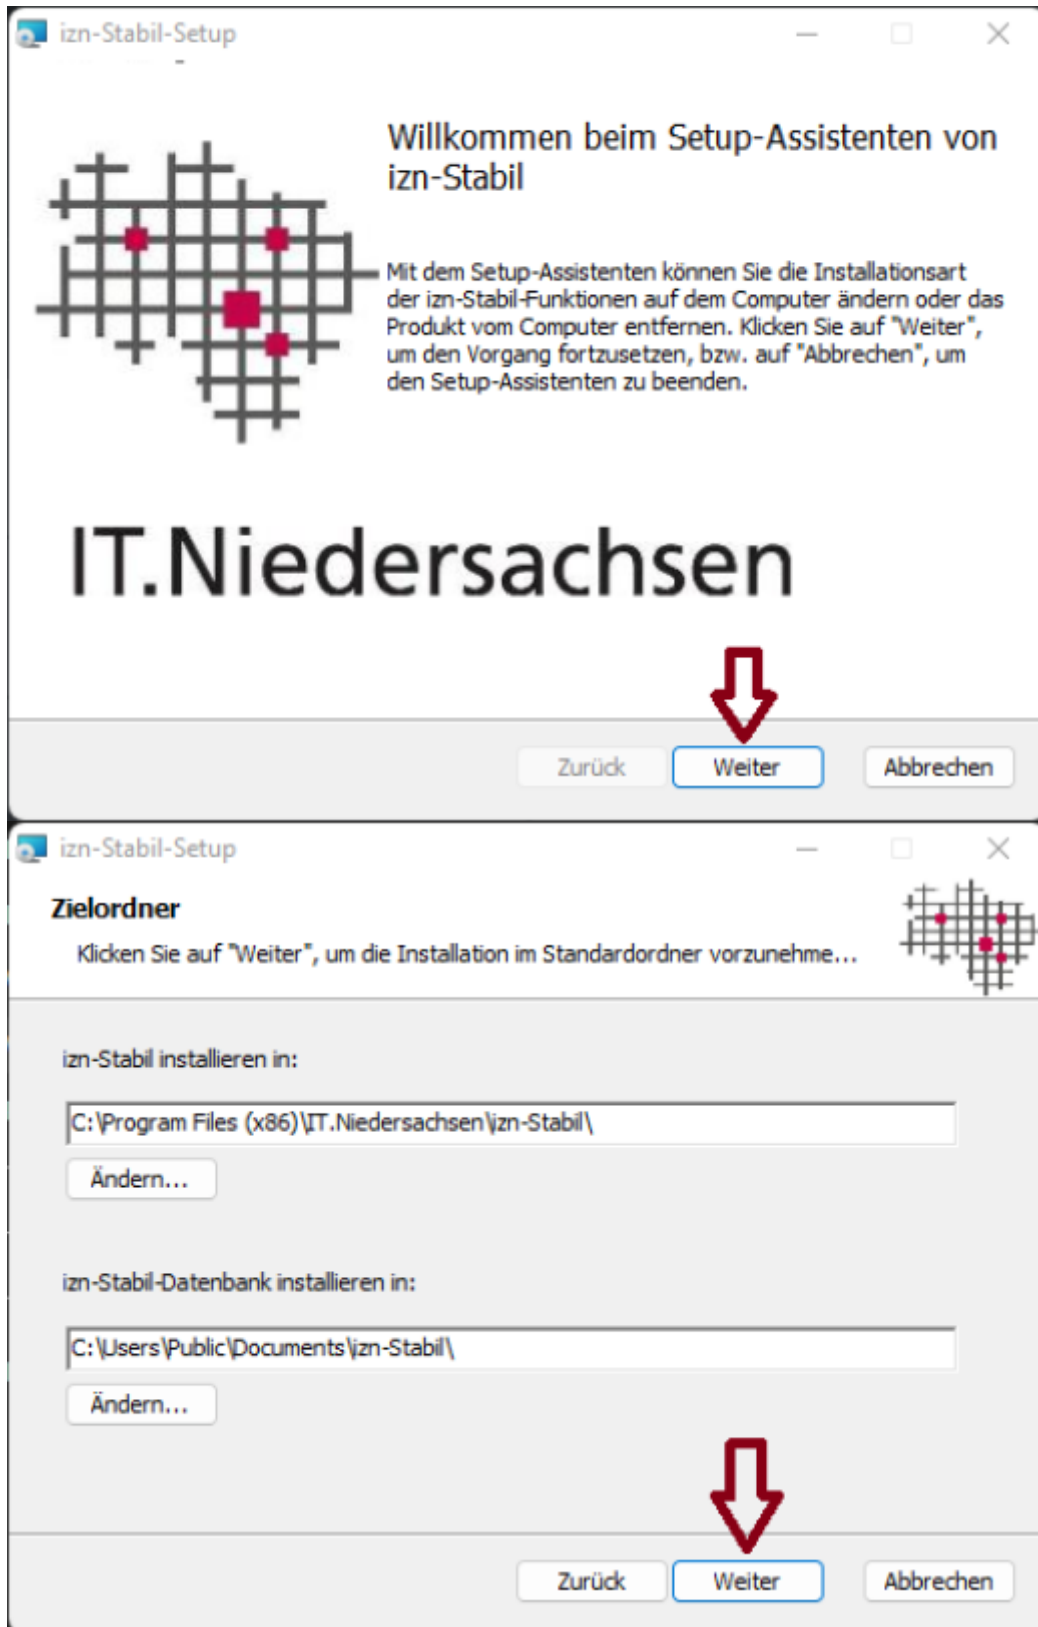 izn-Stabil-Setup
Willkommen beim Setup-Assistenten von
izn-Stabil
Mit dem Setup-Assistenten können Sie die Installationsart
der izn-Stabil-Funktionen auf dem Computer ändern oder das
Produkt vom Computer entfernen. Klicken Sie auf "Weiter",
um den Vorgang fortzusetzen, bzw. auf "Abbrechen", um
den Setup-Assistenten zu beenden.
IT.Niedersachsen
Zurück Weiter Abbrechen
izn-Stabil-Setup
Zielordner
Klicken Sie auf "Weiter", um die Installation im Standardordner vorzunehme...
izn-Stabil installieren in:
C:\Program Files (x86)\IT.Niedersachsen\izn-Stabil\
Ändern...
izn-Stabil-Datenbank installieren in:
C:\Users\Public\Documents\izn-Stabil\
Ändern...
Zurück Weiter Abbrechen